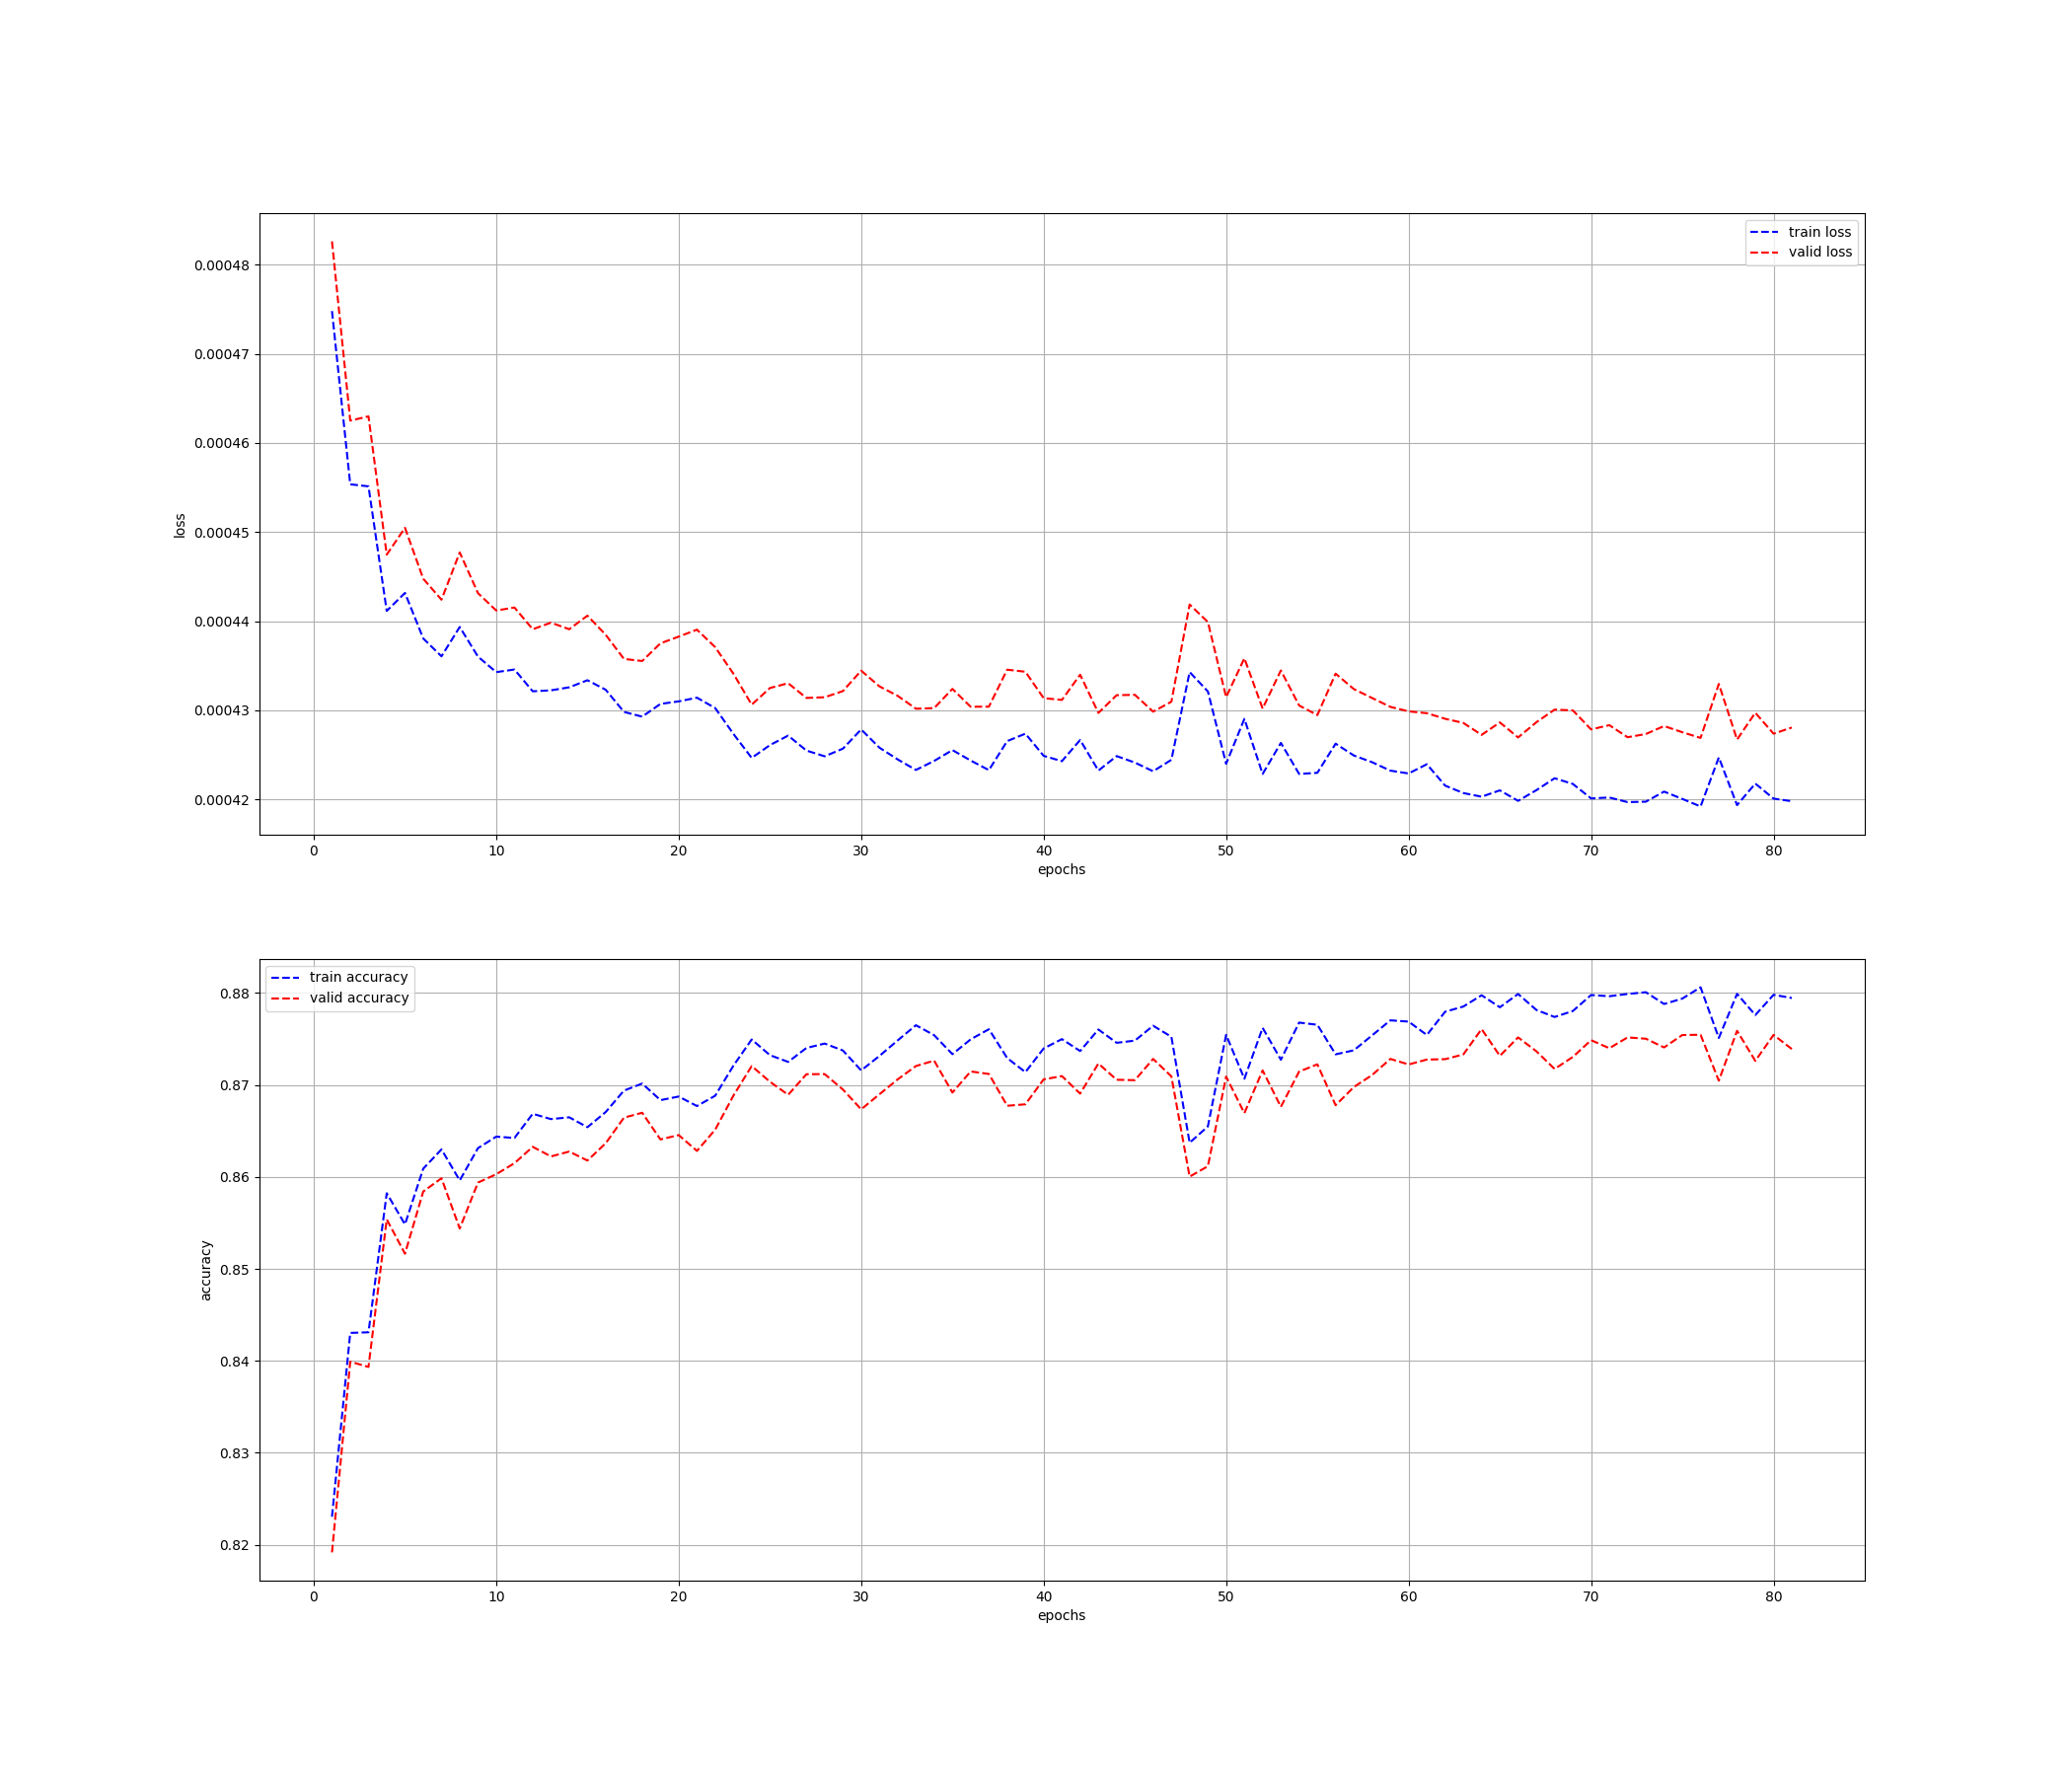 train loss
valid loss
0.00048
0.00047
0.00046
0.00045
0.00044
0.00043
0.00042
loss
0 10 20 30 40 50 60 70 80
epochs
train accuracy
valid accuracy
0.88
0.87
0.86
0.85
0.84
0.83
0.82
accuracy
0 10 20 30 40 50 60 70 80
epochs